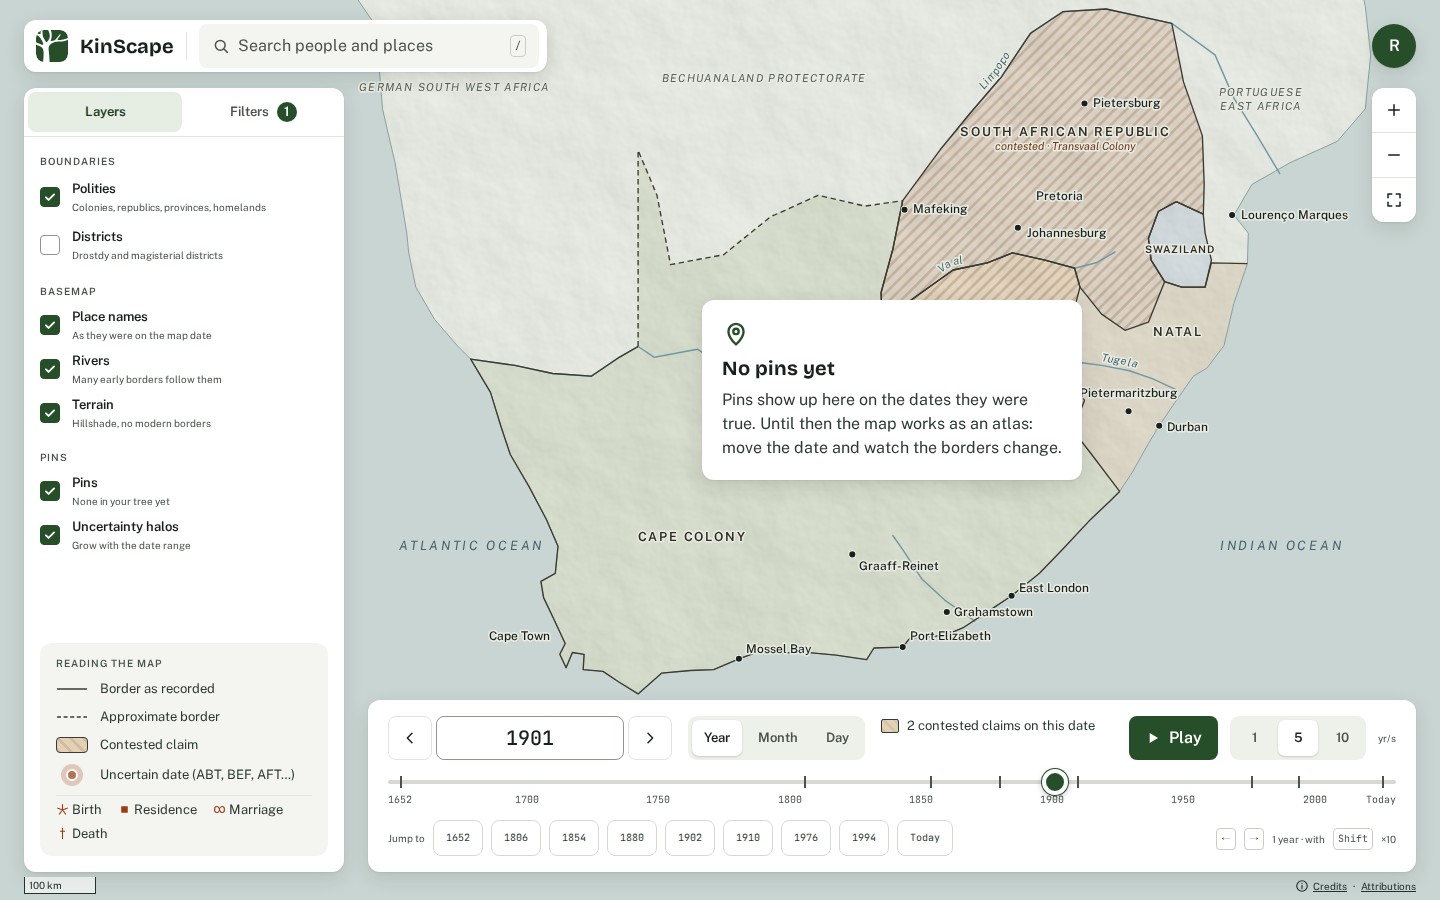 KinScape
Search people and places
/
R
Layers
Filters 1
BOUNDARIES
Polities
Colonies, republics, provinces, homelands
Districts
Drostdy and magisterial districts
BASEMAP
Place names
As they were on the map date
Rivers
Many early borders follow them
Terrain
Hillshade, no modern borders
PINS
Pins
None in your tree yet
Uncertainty halos
Grow with the date range
READING THE MAP
Border as recorded
Approximate border
Contested claim
Uncertain date (ABT, BEF, AFT…)
Birth
Residence
Marriage
Death
100 km
GERMAN SOUTH WEST AFRICA
BECHUANALAND PROTECTORATE
Limpopo
PORTUGUESE
EAST AFRICA
Pietersburg
SOUTH AFRICAN REPUBLIC
contested · Transvaal Colony
Pretoria
Mafeking
Johannesburg
Lourenço Marques
SWAZILAND
Vaal
NATAL
Tugela
Pietermaritzburg
Durban
No pins yet
Pins show up here on the dates they were
true. Until then the map works as an atlas:
move the date and watch the borders change.
CAPE COLONY
ATLANTIC OCEAN
INDIAN OCEAN
Graaff-Reinet
East London
Grahamstown
Cape Town
Port Elizabeth
Mossel Bay
1901
Year
Month
Day
2 contested claims on this date
Play
1
5
10
yr/s
1652
1700
1750
1800
1850
1900
1950
2000
Today
Jump to
1652
1806
1854
1880
1902
1910
1976
1994
Today
← → 1 year · with Shift ×10
Credits · Attributions